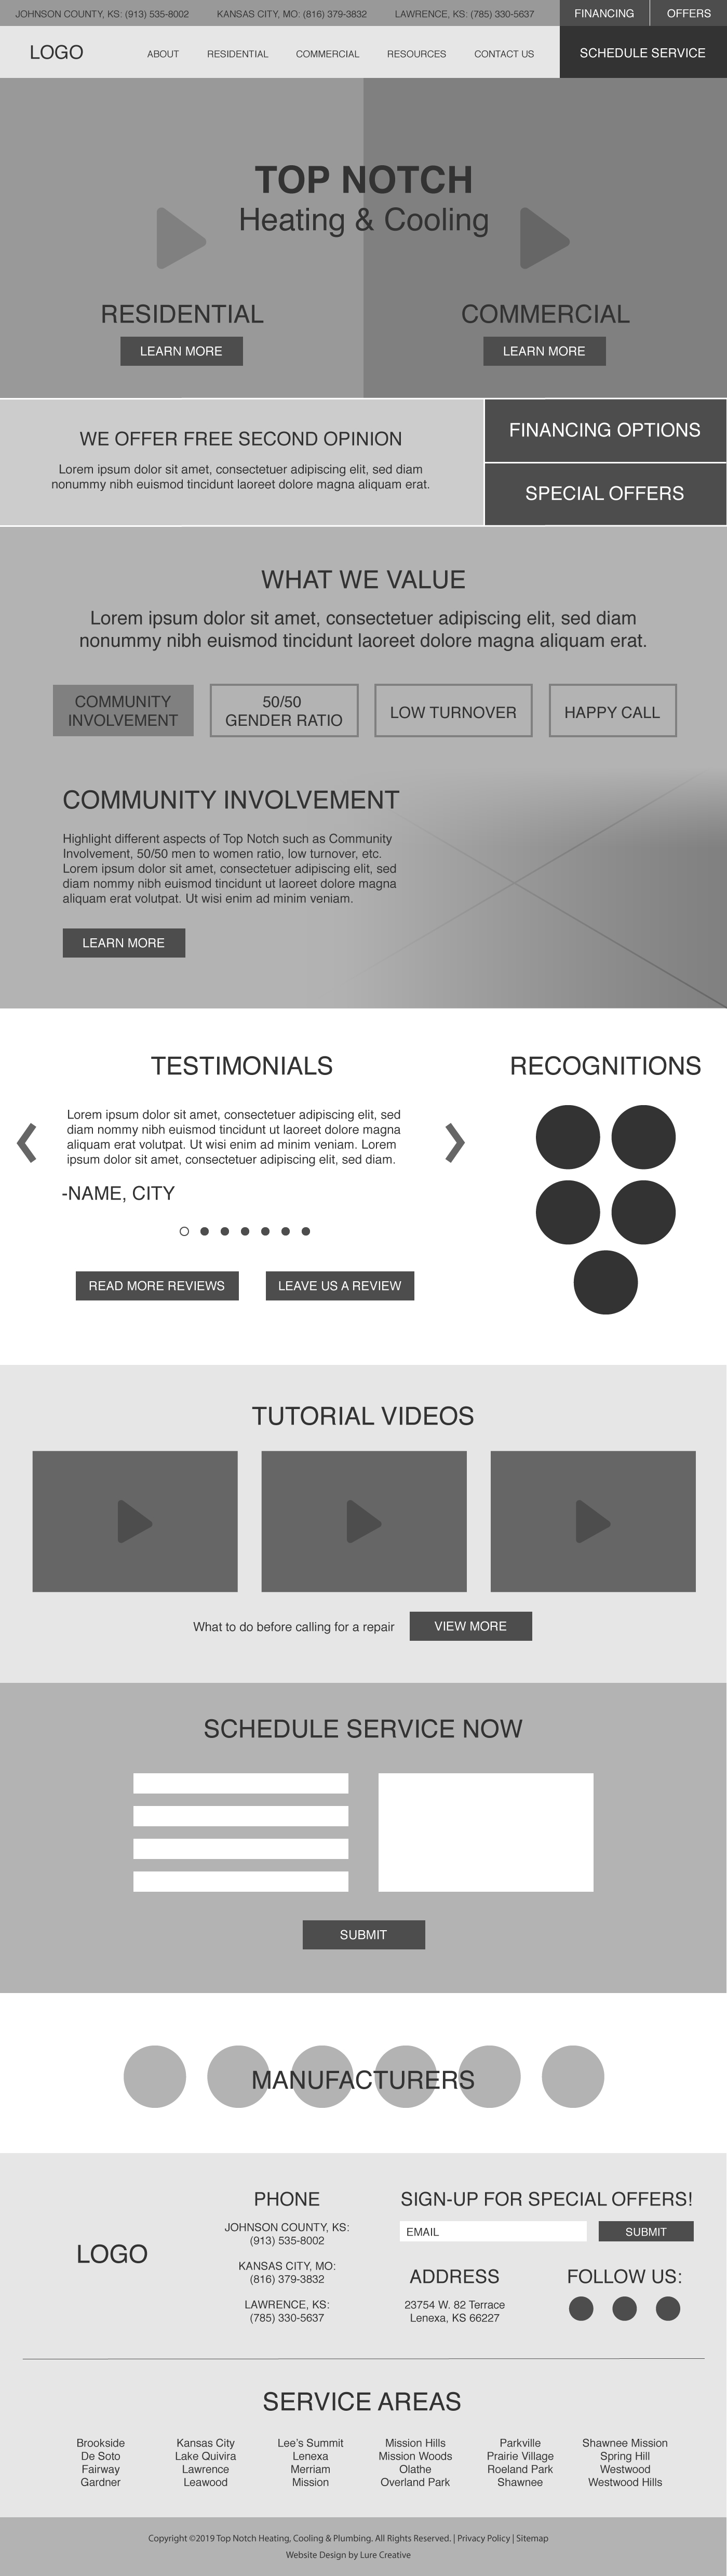 JOHNSON COUNTY, KS: (913) 535-8002 KANSAS CITY, MO: (816) 379-3832 LAWRENCE, KS: (785) 330-5637 FINANCING OFFERS
LOGO ABOUT RESIDENTIAL COMMERCIAL RESOURCES CONTACT US SCHEDULE SERVICE
TOP NOTCH
Heating & Cooling
RESIDENTIAL
LEARN MORE
COMMERCIAL
LEARN MORE
WE OFFER FREE SECOND OPINION
Lorem ipsum dolor sit amet, consectetuer adipiscing elit, sed diam
nonummy nibh euismod tincidunt laoreet dolore magna aliquam erat.
FINANCING OPTIONS
SPECIAL OFFERS
WHAT WE VALUE
Lorem ipsum dolor sit amet, consectetuer adipiscing elit, sed diam
nonummy nibh euismod tincidunt laoreet dolore magna aliquam erat.
COMMUNITY
INVOLVEMENT
50/50
GENDER RATIO
LOW TURNOVER
HAPPY CALL
COMMUNITY INVOLVEMENT
Highlight different aspects of Top Notch such as Community
Involvement, 50/50 men to women ratio, low turnover, etc.
Lorem ipsum dolor sit amet, consectetuer adipiscing elit, sed
diam nonmy nibh euismod tincidunt ut laoreet dolore magna
aliquam erat volutpat. Ut wisi enim ad minim veniam.
LEARN MORE
TESTIMONIALS
Lorem ipsum dolor sit amet, consectetuer adipiscing elit, sed
diam nonmy nibh euismod tincidunt ut laoreet dolore magna
aliquam erat volutpat. Ut wisi enim ad minim veniam. Lorem
ipsum dolor sit amet, consectetuer adipiscing elit, sed diam.
-NAME, CITY
READ MORE REVIEWS
LEAVE US A REVIEW
RECOGNITIONS
TUTORIAL VIDEOS
What to do before calling for a repair
VIEW MORE
SCHEDULE SERVICE NOW
SUBMIT
MANUFACTURERS
LOGO
PHONE
JOHNSON COUNTY, KS:
(913) 535-8002
KANSAS CITY, MO:
(816) 379-3832
LAWRENCE, KS:
(785) 330-5637
SIGN-UP FOR SPECIAL OFFERS!
EMAIL
SUBMIT
ADDRESS
23754 W. 82 Terrace
Lenexa, KS 66227
FOLLOW US:
SERVICE AREAS
Brookside Kansas City Lee's Summit Mission Hills Parkville Shawnee Mission
De Soto Lake Quivira Lenexa Mission Woods Prairie Village Spring Hill
Fairway Lawrence Merriam Olathe Roeland Park Westwood
Gardner Leawood Mission Overland Park Shawnee Westwood Hills
Copyright ©2019 Top Notch Heating, Cooling & Plumbing. All Rights Reserved. | Privacy Policy | Sitemap
Website Design by Lure Creative